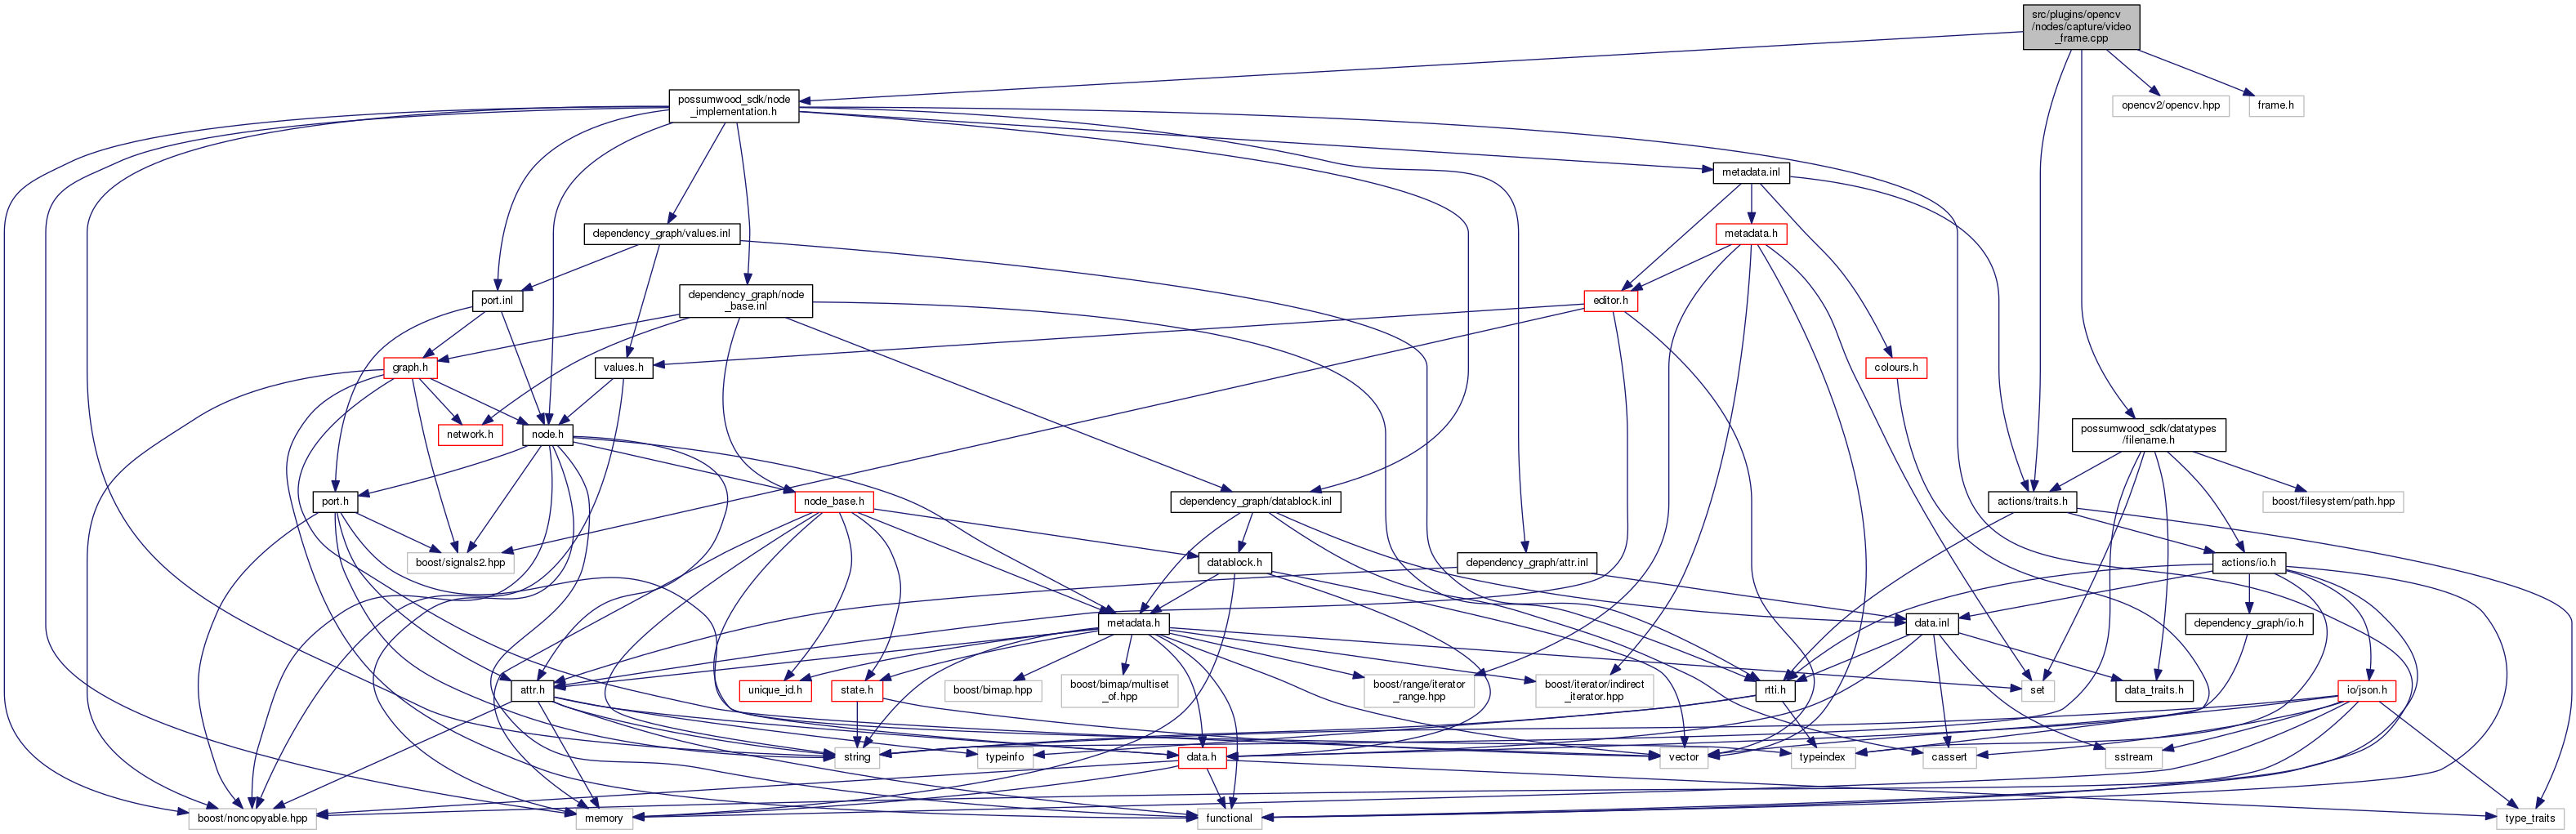 src/plugins/opencv
/nodes/capture/video
_frame.cpp
possumwood_sdk/node
_implementation.h
opencv2/opencv.hpp
frame.h
metadata.inl
dependency_graph/values.inl
metadata.h
port.inl
dependency_graph/node
_base.inl
editor.h
graph.h
values.h
colours.h
network.h
node.h
possumwood_sdk/datatypes
/filename.h
port.h
node_base.h
dependency_graph/datablock.inl
actions/traits.h
boost/filesystem/path.hpp
boost/signals2.hpp
datablock.h
dependency_graph/attr.inl
actions/io.h
metadata.h
data.inl
dependency_graph/io.h
attr.h
unique_id.h
state.h
boost/bimap.hpp
boost/bimap/multiset
_of.hpp
boost/range/iterator
_range.hpp
boost/iterator/indirect
_iterator.hpp
rtti.h
set
data_traits.h
io/json.h
string
typeinfo
data.h
vector
typeindex
cassert
sstream
boost/noncopyable.hpp
memory
functional
type_traits